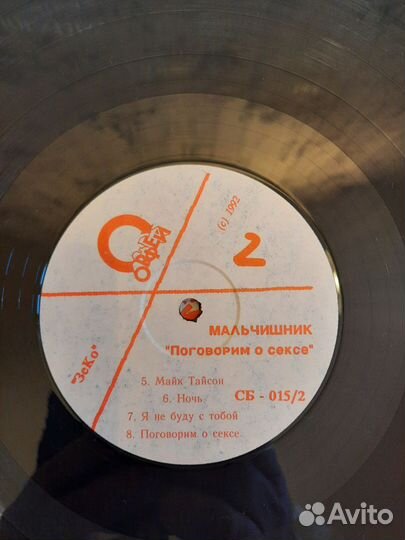 Орфей
(c) 1992
2
МАЛЬЧИШНИК
"Поговорим о сексе"
"ЗеКо"
5. Майк Тайсон
6. Ночь
СБ - 015/2
7. Я не буду с тобой
8. Поговорим о сексе
Avito